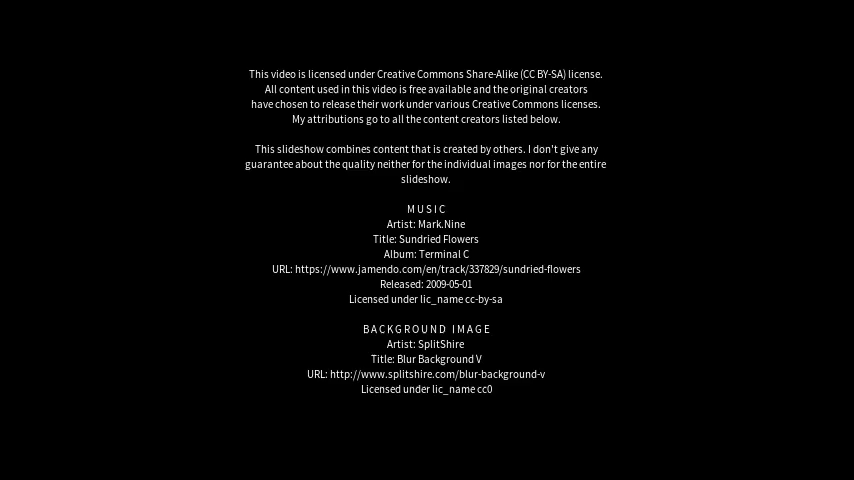 This video is licensed under Creative Commons Share-Alike (CC BY-SA) license.
All content used in this video is free available and the original creators
have chosen to release their work under various Creative Commons licenses.
My attributions go to all the content creators listed below.
This slideshow combines content that is created by others. I don't give any
guarantee about the quality neither for the individual images nor for the entire
slideshow.
MUSIC
Artist: Mark.Nine
Title: Sundried Flowers
Album: Terminal C
URL: https://www.jamendo.com/en/track/337829/sundried-flowers
Released: 2009-05-01
Licensed under lic_name cc-by-sa
BACKGROUND IMAGE
Artist: SplitShire
Title: Blur Background V
URL: http://www.splitshire.com/blur-background-v
Licensed under lic_name cc0